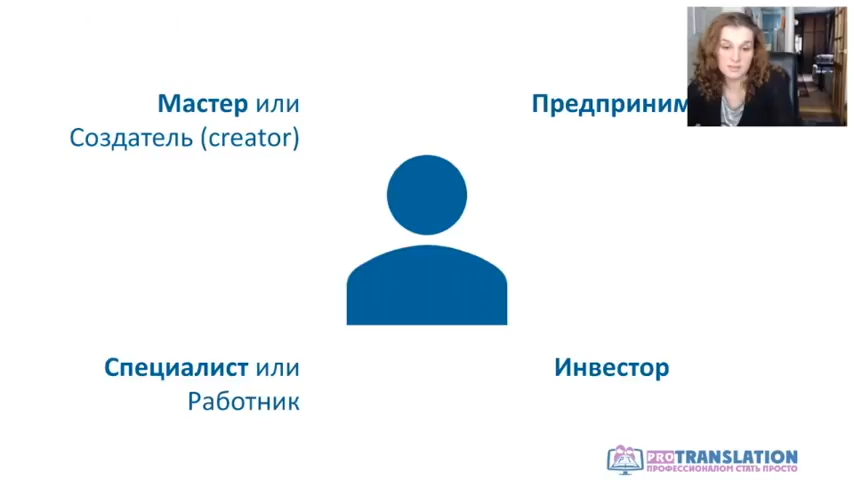 Мастер или
Создатель (creator)
Предприним
Специалист или
Работник
Инвестор
PROTRANSLATION
ПРОФЕССИОНАЛОМ СТАТЬ ПРОСТО